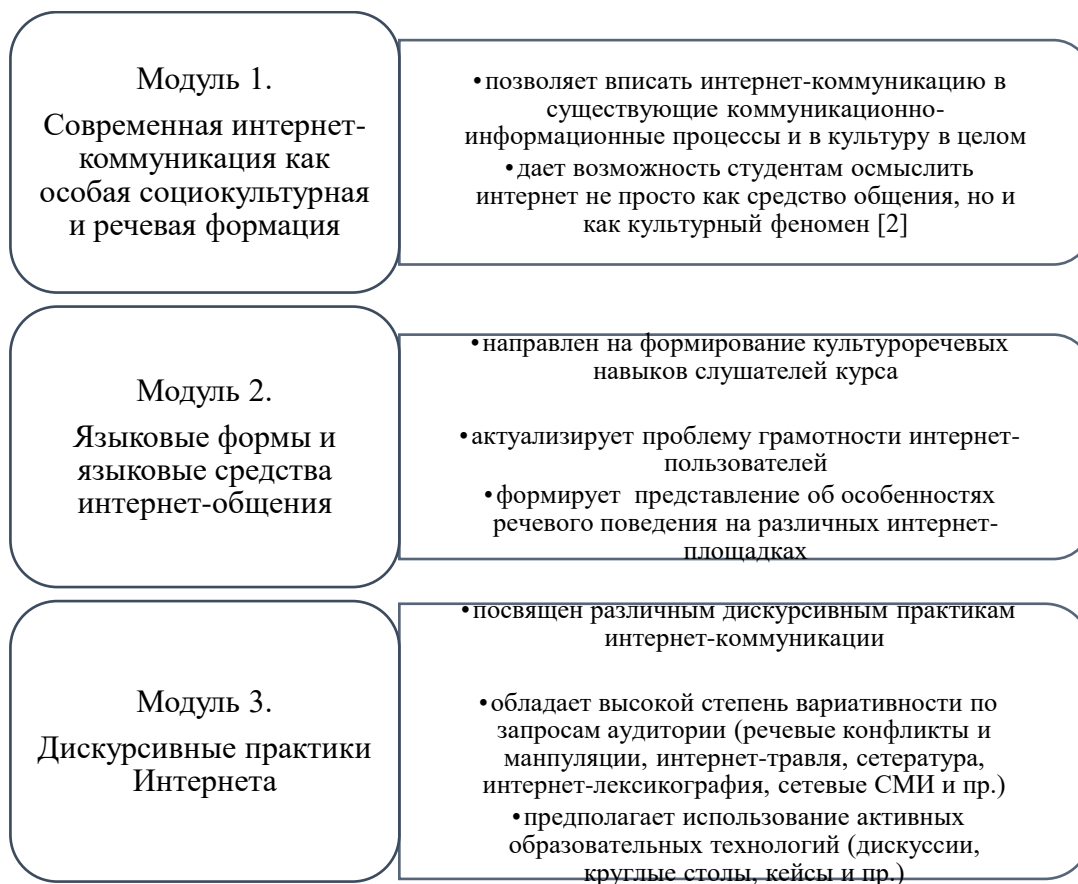 Модуль 1.
Современная интернет-
коммуникация как
особая социокультурная
и речевая формация
•позволяет вписать интернет-коммуникацию в
существующие коммуникационно-
информационные процессы и в культуру в целом
•дает возможность студентам осмыслить
интернет не просто как средство общения, но и
как культурный феномен [2]
Модуль 2.
Языковые формы и
языковые средства
интернет-общения
•направлен на формирование культуроречевых
навыков слушателей курса
•актуализирует проблему грамотности интернет-
пользователей
•формирует  представление об особенностях
речевого поведения на различных интернет-
площадках
Модуль 3.
Дискурсивные практики
Интернета
•посвящен различным дискурсивным практикам
интернет-коммуникации
•обладает высокой степень вариативности по
запросам аудитории (речевые конфликты и
манпуляции, интернет-травля, сетература,
интернет-лексикография, сетевые СМИ и пр.)
•предполагает использование активных
образовательных технологий (дискуссии,
круглые столы, кейсы и пр.)